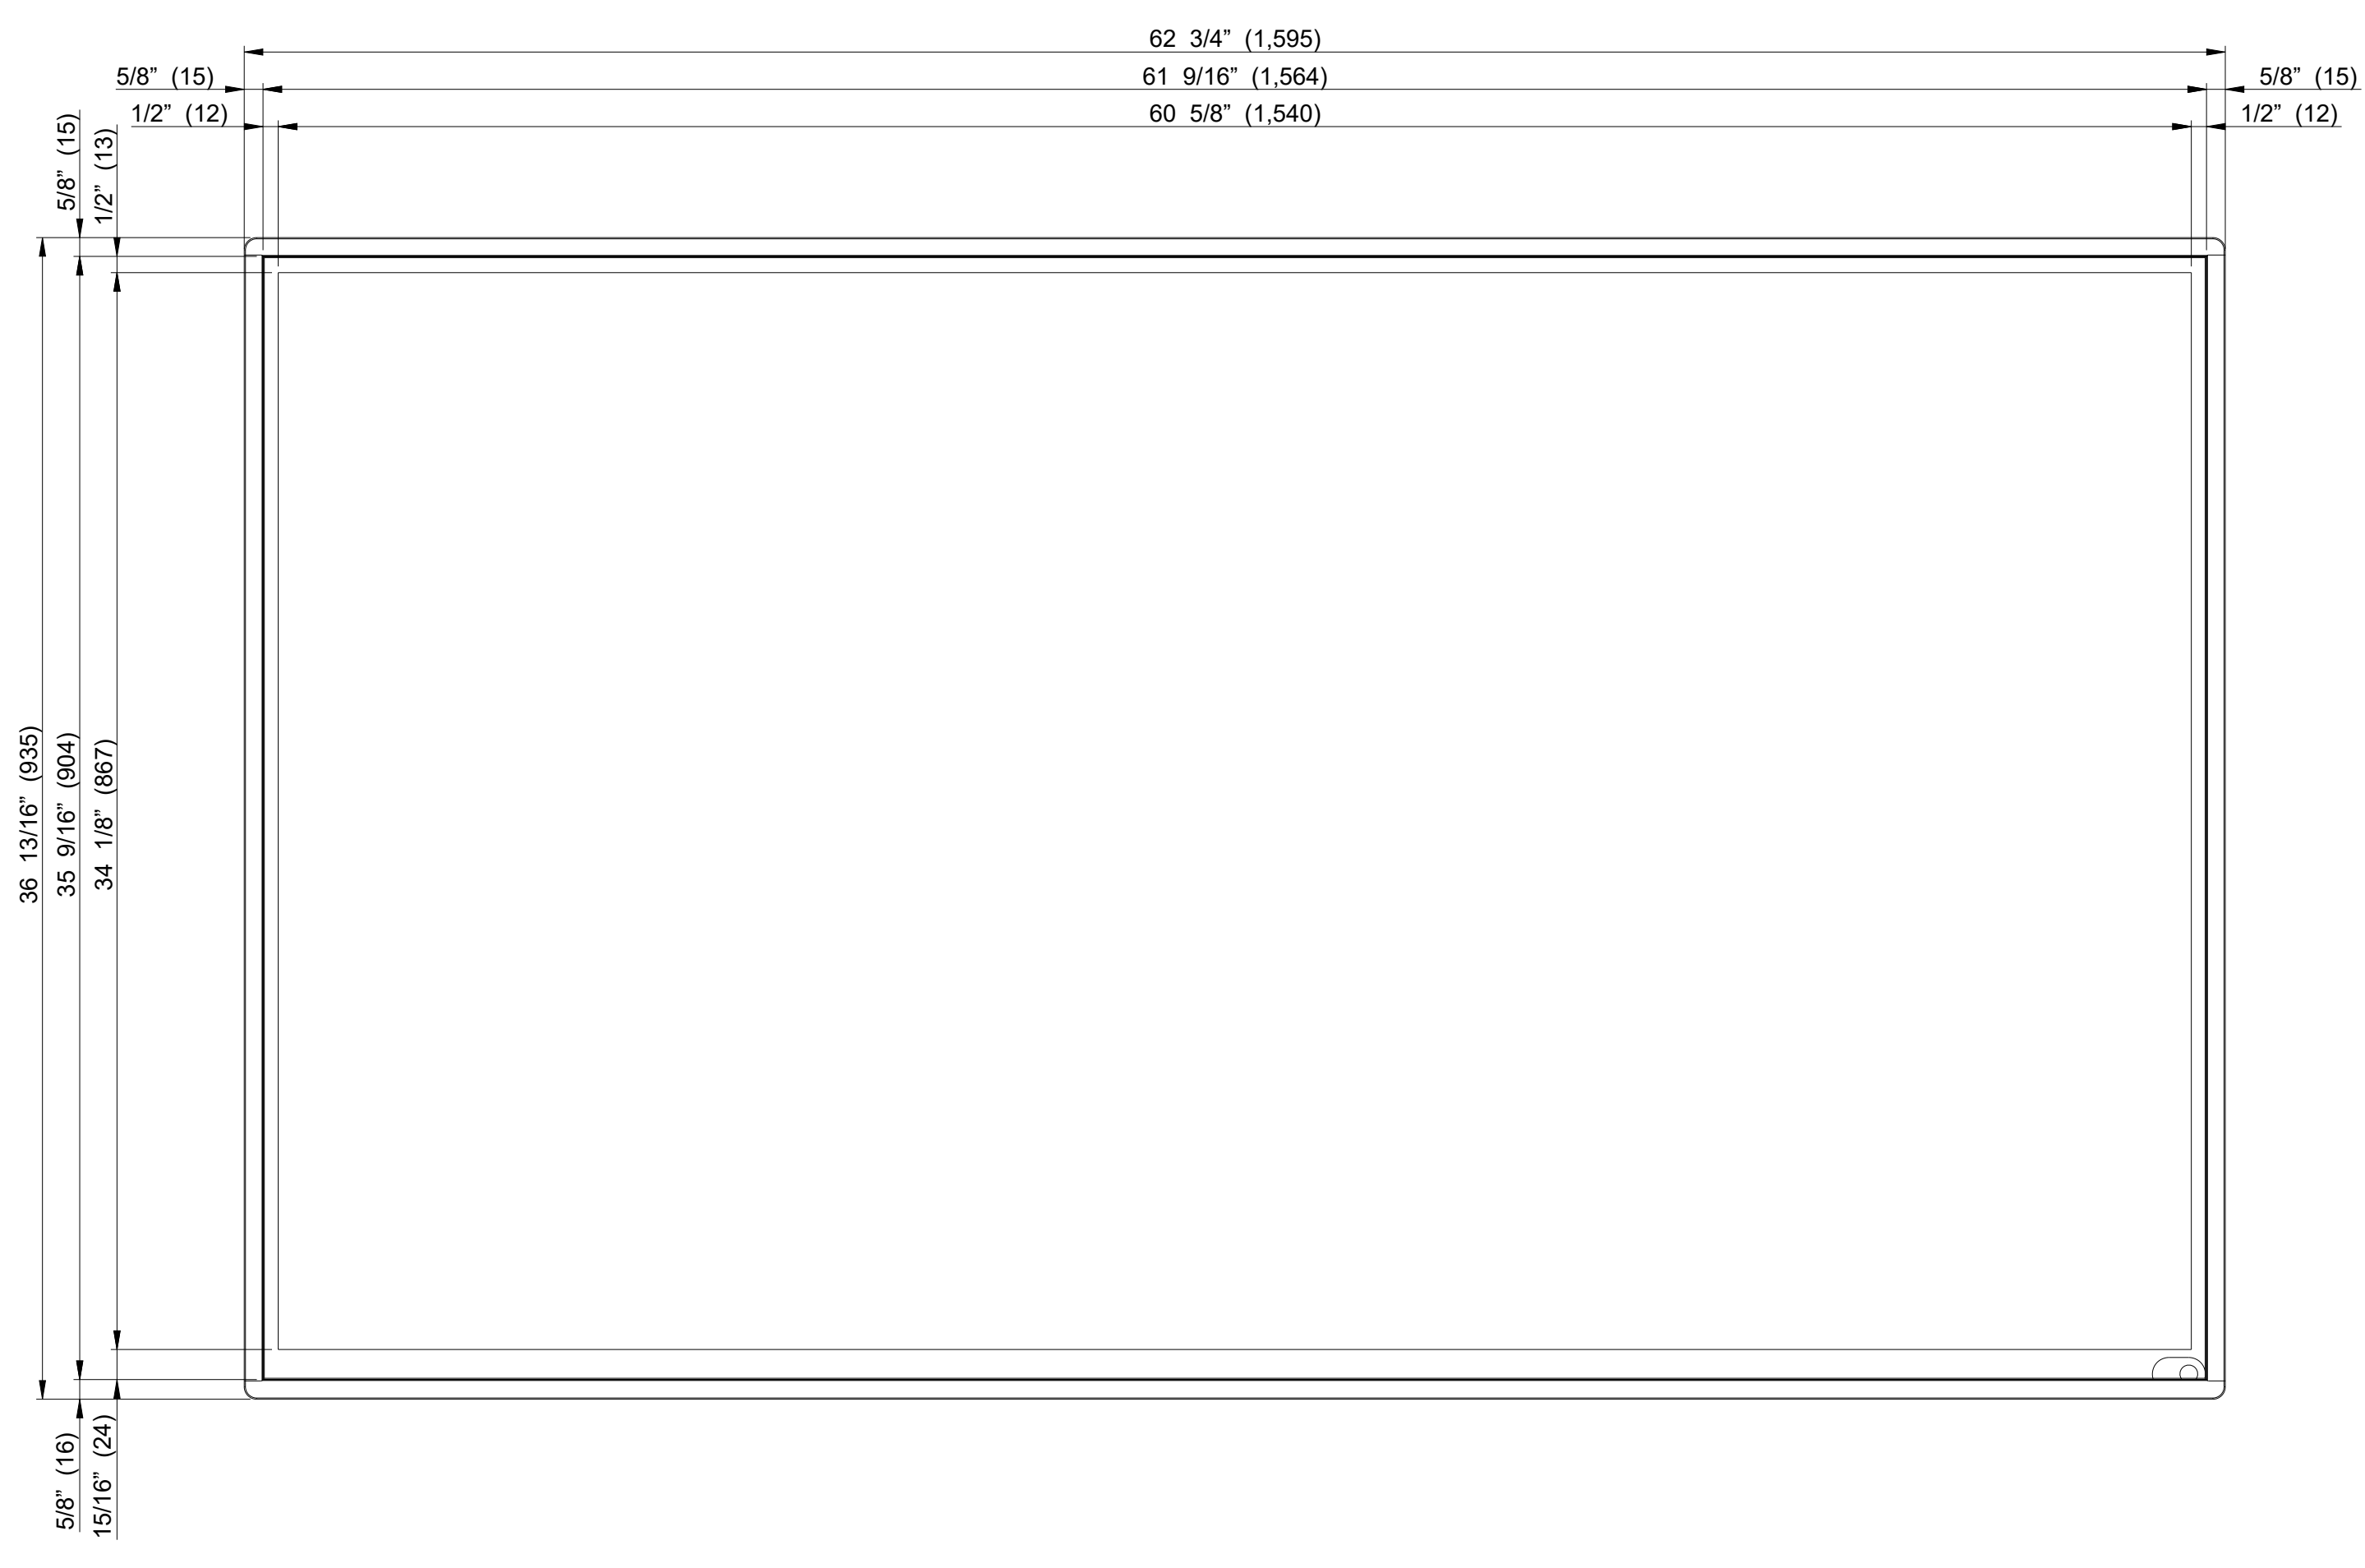 62 3/4” (1,595)
5/8” (15)
61 9/16” (1,564)
5/8” (15)
1/2” (12)
60 5/8” (1,540)
1/2” (12)
5/8” (15)
1/2” (13)
36 13/16” (935)
35 9/16” (904)
34 1/8” (867)
5/8” (16)
15/16” (24)